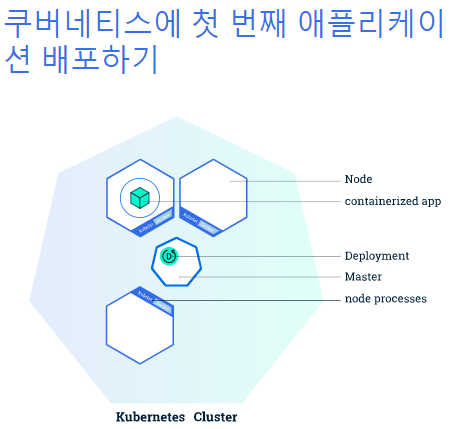 쿠버네티스에 첫 번째 애플리케이
션 배포하기
Node
containerized app
Deployment
Master
node processes
Kubernetes Cluster